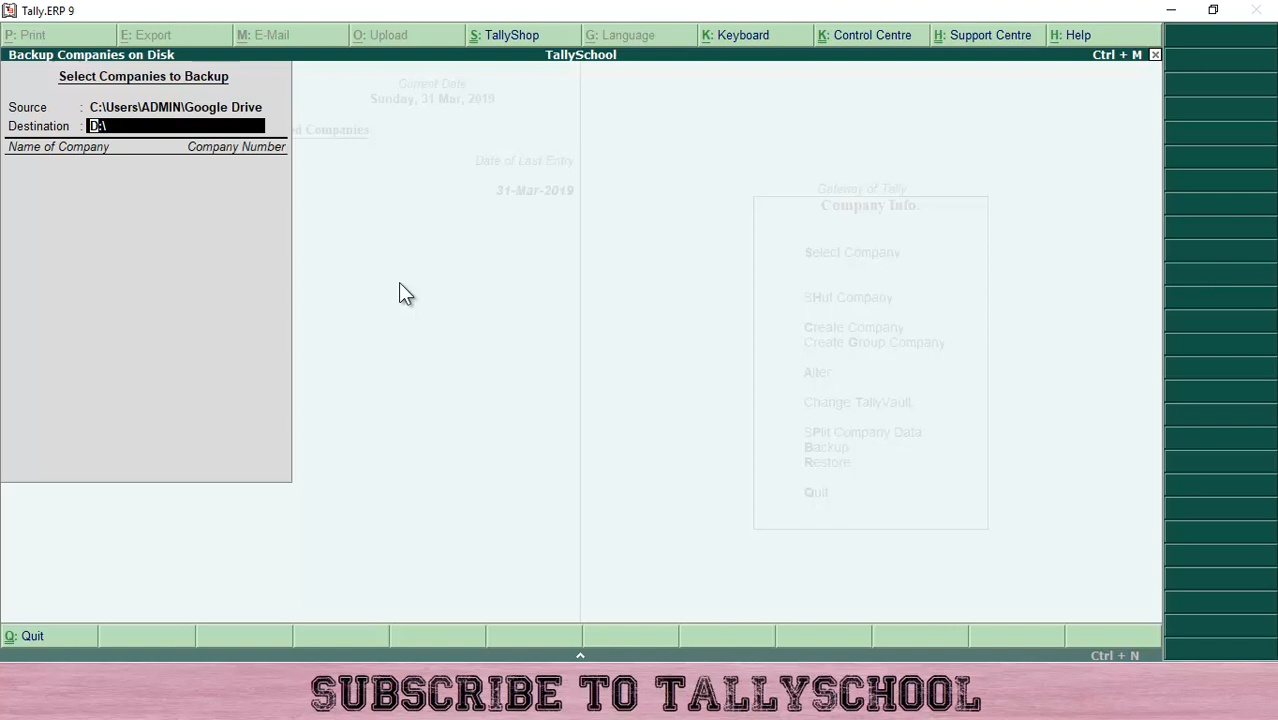 Tally.ERP 9
P: Print E: Export M: E-Mail O: Upload S: TallyShop G: Language K: Keyboard K: Control Centre H: Support Centre H: Help
Backup Companies on Disk TallySchool Ctrl + M
Select Companies to Backup
Source : C:\Users\ADMIN\Google Drive
Destination : D:\
Name of Company Company Number
Current Date
Sunday, 31 Mar, 2019
ed Companies
Date of Last Entry
31-Mar-2019
Gateway of Tally
Company Info.
Select Company
SHut Company
Create Company
Create Group Company
Alter
Change TallyVault
SPlit Company Data
Backup
Restore
Quit
Q: Quit
Ctrl + N
SUBSCRIBE TO TALLYSCHOOL